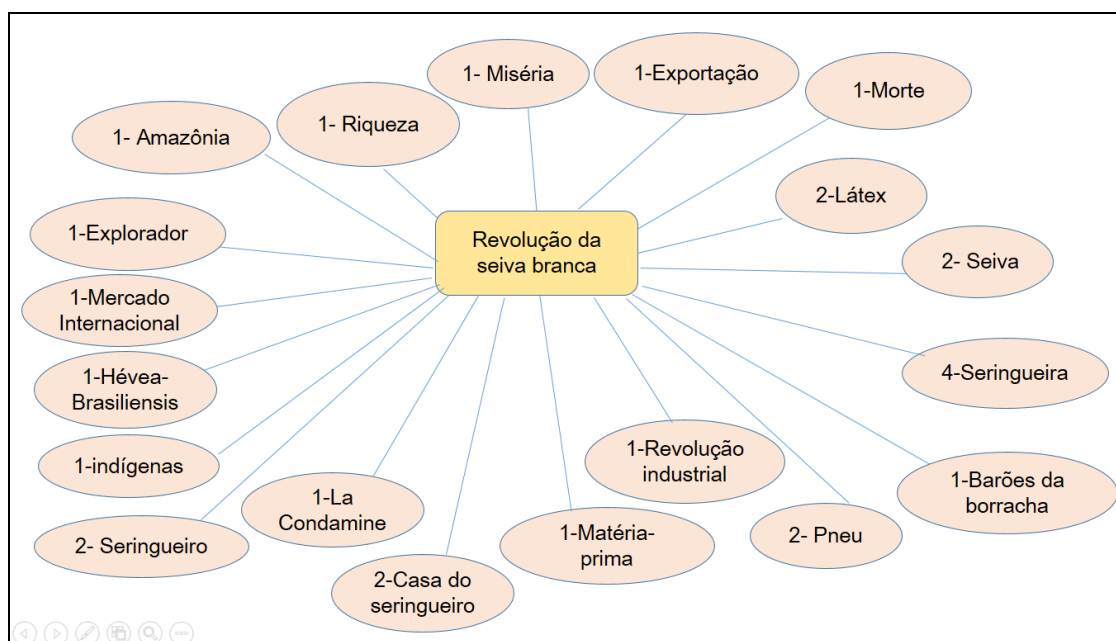 1- Miséria
1-Exportação
1-Morte
1- Riqueza
1- Amazônia
2-Látex
1-Explorador
Revolução da
seiva branca
2- Seiva
1-Mercado
Internacional
1-Hévea-
Brasiliensis
4-Seringueira
1-indígenas
1-Revolução
industrial
1-Barões da
borracha
1-La
Condamine
2- Seringueiro
1-Matéria-
prima
2- Pneu
2-Casa do
seringueiro